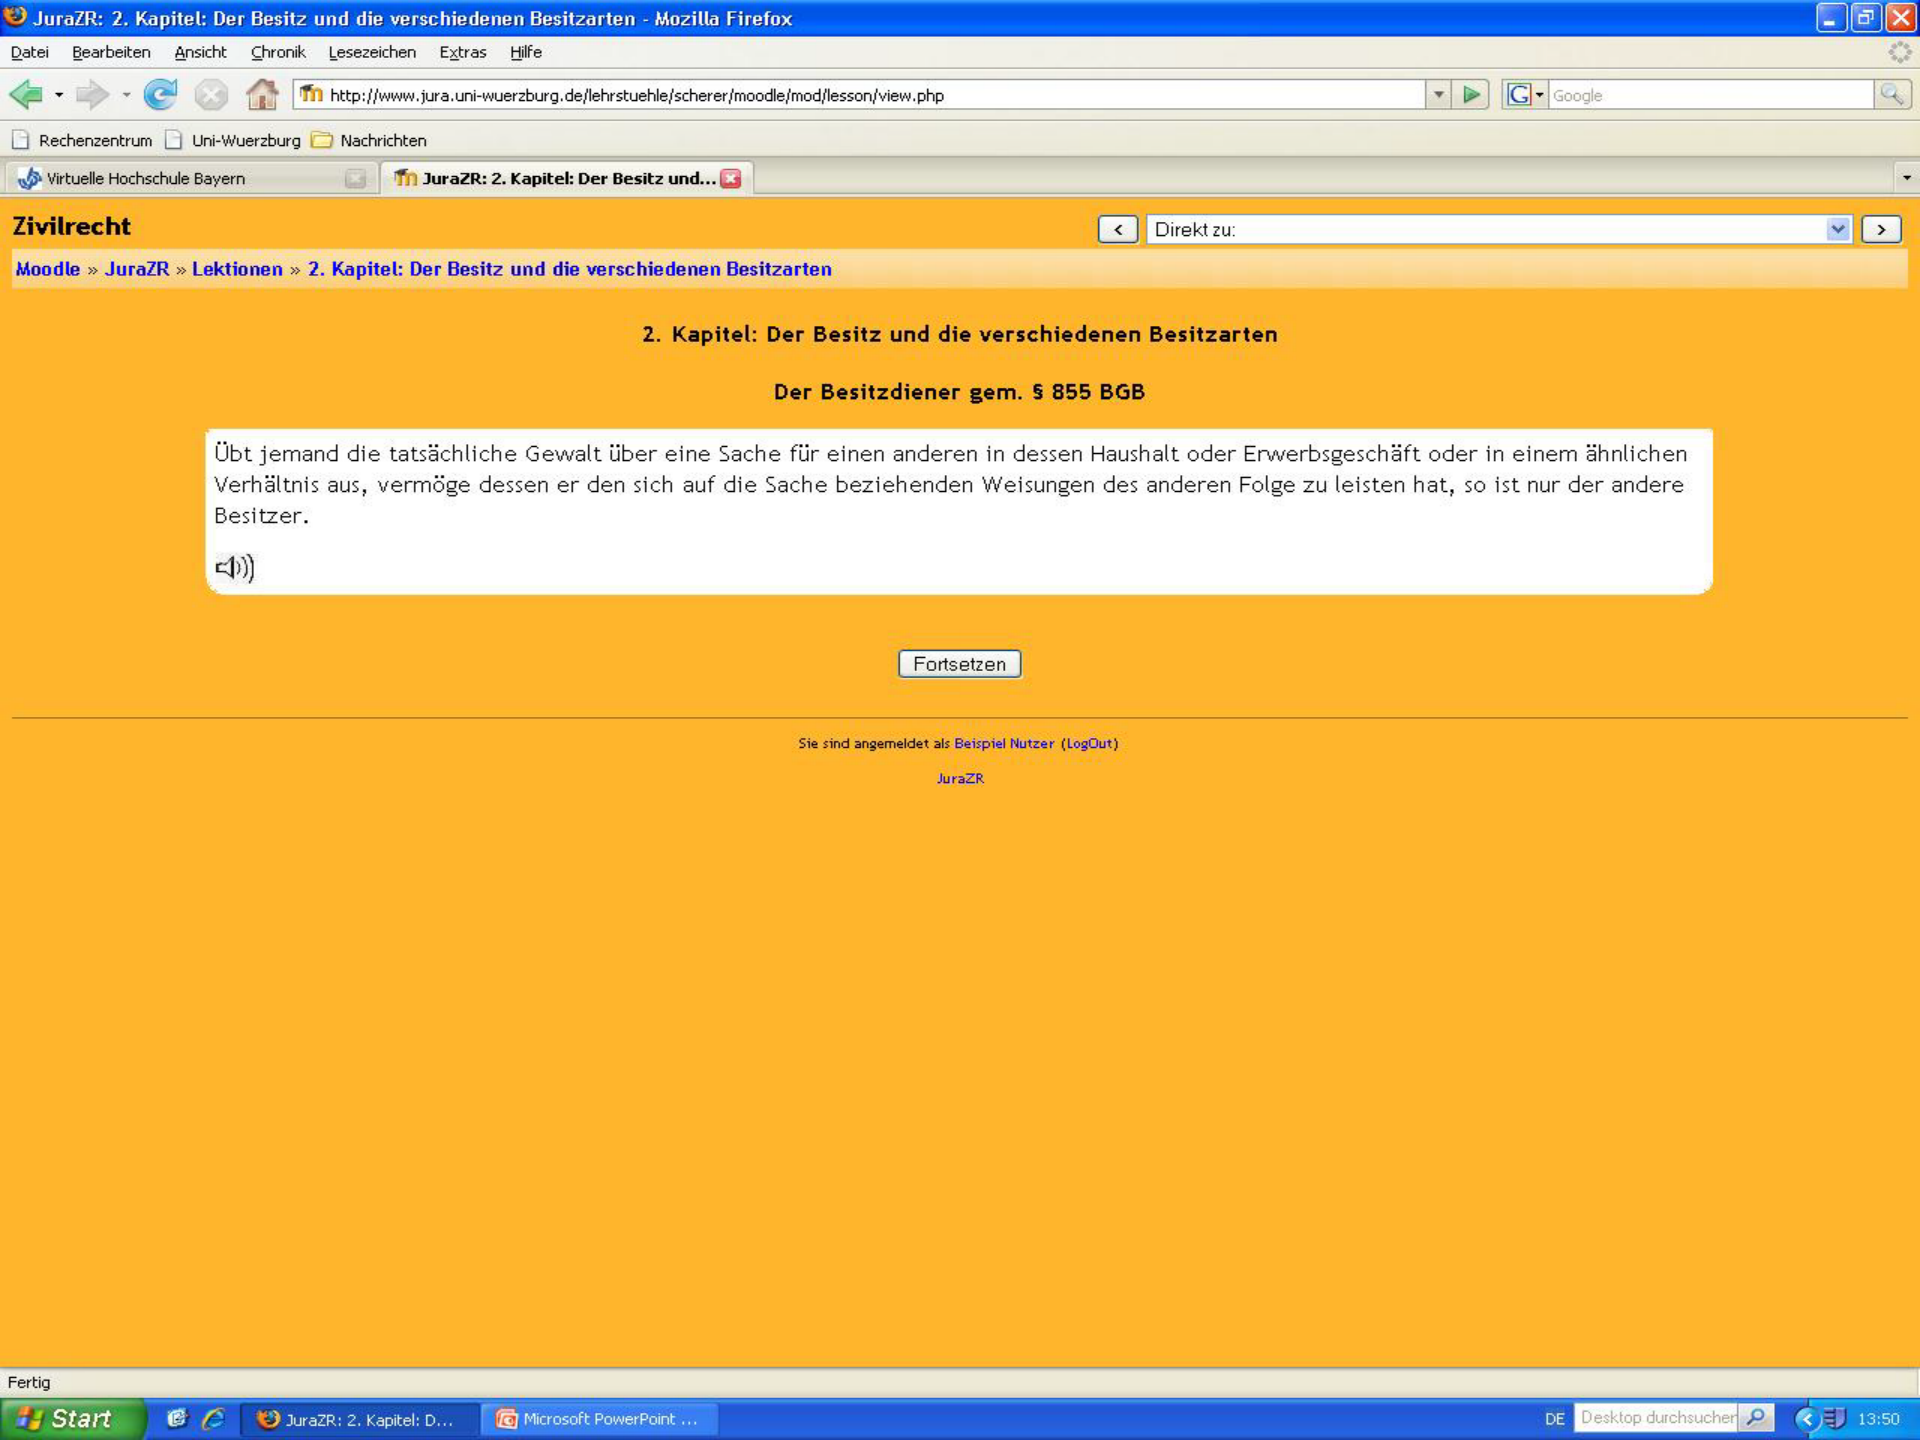 JuraZR: 2. Kapitel: Der Besitz und die verschiedenen Besitzarten - Mozilla Firefox
Datei Bearbeiten Ansicht Chronik Lesezeichen Extras Hilfe
http://www.jura.uni-wuerzburg.de/lehrstuehle/scherer/moodle/mod/lesson/view.php
G Google
Rechenzentrum Uni-Wuerzburg Nachrichten
Virtuelle Hochschule Bayern JuraZR: 2. Kapitel: Der Besitz und...
Zivilrecht
< Direkt zu: >
Moodle » JuraZR » Lektionen » 2. Kapitel: Der Besitz und die verschiedenen Besitzarten
2. Kapitel: Der Besitz und die verschiedenen Besitzarten
Der Besitzdiener gem. § 855 BGB
Übt jemand die tatsächliche Gewalt über eine Sache für einen anderen in dessen Haushalt oder Erwerbsgeschäft oder in einem ähnlichen
Verhältnis aus, vermöge dessen er den sich auf die Sache beziehenden Weisungen des anderen Folge zu leisten hat, so ist nur der andere
Besitzer.
Fortsetzen
Sie sind angemeldet als Beispiel Nutzer (LogOut)
JuraZR
Fertig
Start JuraZR: 2. Kapitel: D... Microsoft PowerPoint ... DE Desktop durchsucher 13:50